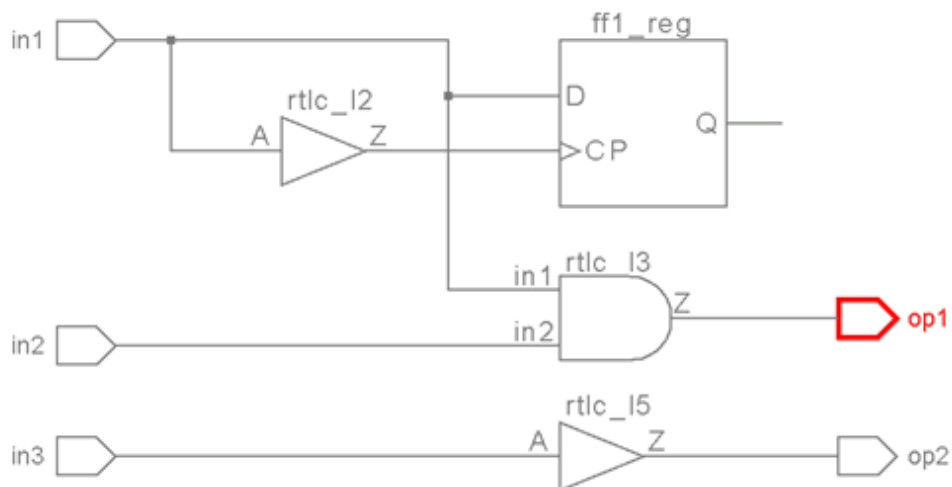 in1
ff1_reg
rtlc_I2
D
A
Z
Q
CP
rtlc_I3
in1
Z
op1
in2
in2
rtlc_I5
in3
A
Z
op2